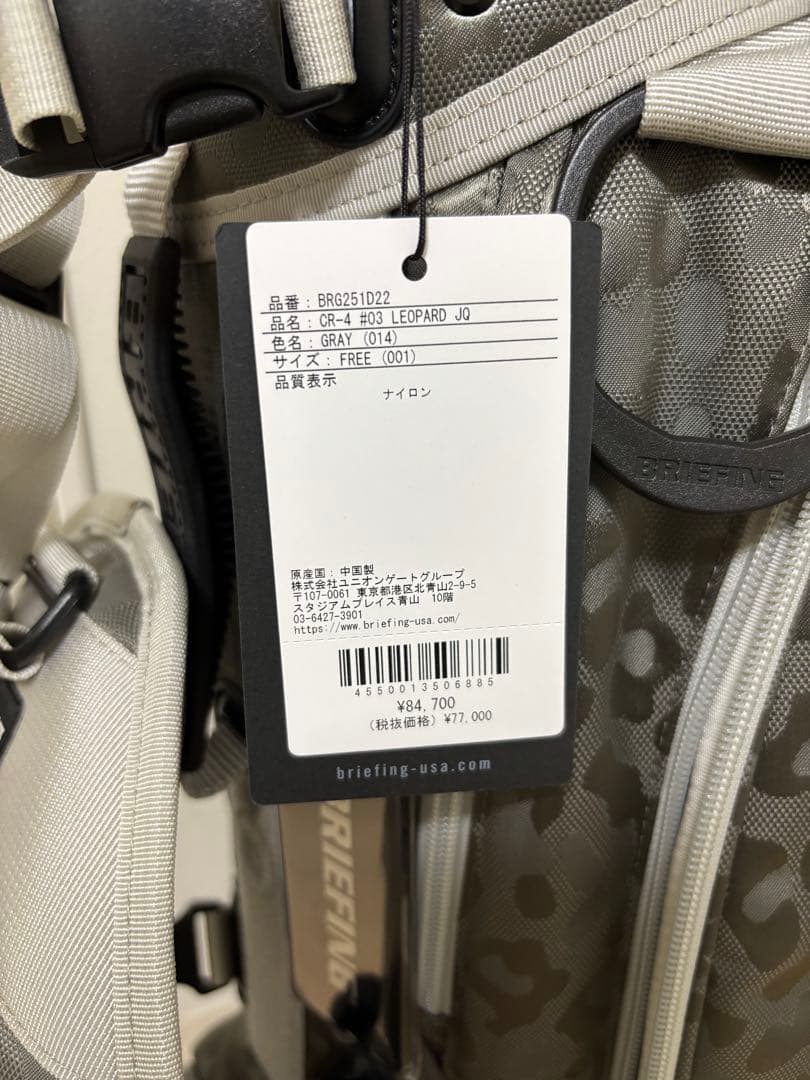 品番：BRG251D22
品名：CR-4 #03 LEOPARD JQ
色名：GRAY (014)
サイズ：FREE (001)
品質表示
ナイロン
BRIEFING
原産国：中国製
株式会社ユニオンゲートグループ
〒107-0061 東京都港区北青山2-9-5
スタジアムプレイス青山 10階
03-6427-3901
https://www.briefing-usa.com/
4550013506885
¥84,700
(税抜価格) ¥77,000
briefing-usa.com
BRIEFING